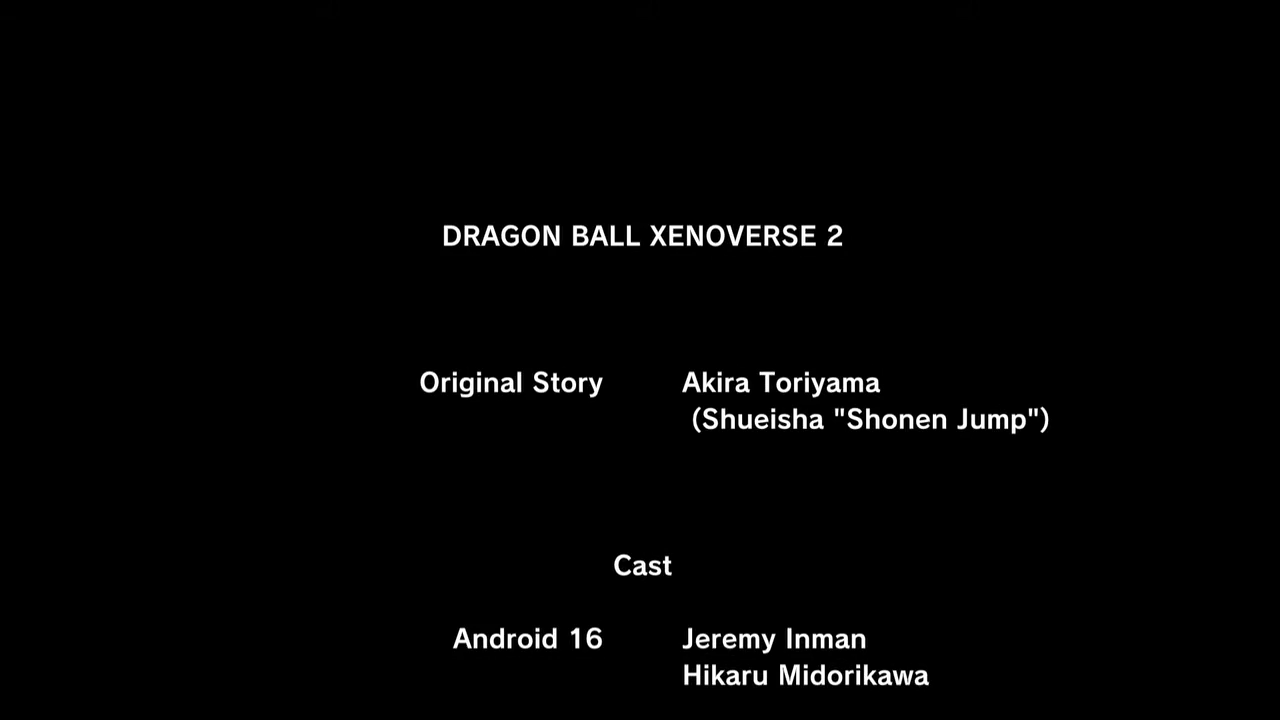 DRAGON BALL XENOVERSE 2
Original Story Akira Toriyama
(Shueisha "Shonen Jump")
Cast
Android 16 Jeremy Inman
Hikaru Midorikawa